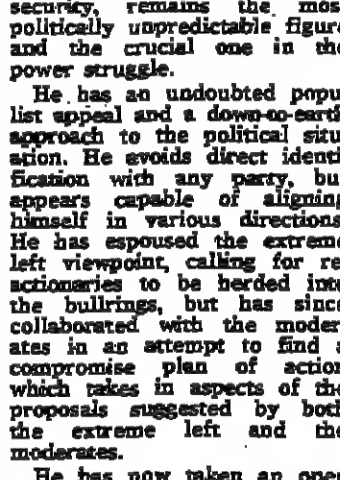 security, remains the mos
politically unpredictable figur
and the crucial one in th
power struggle.
He has an undoubted popu
list appeal and a down-to-earth
approach to the political situ
ation. He avoids direct identi
fication with any party, bu
appears capable of aligning
himself in various directions
He has espoused the extreme
left viewpoint, calling for re
actionaries to be herded into
the bullrings, but has since
collaborated with the moder
ates in an attempt to find a
compromise plan of action
which takes in aspects of the
proposals suggested by both
the extreme left and the
moderates.
He has now taken an open